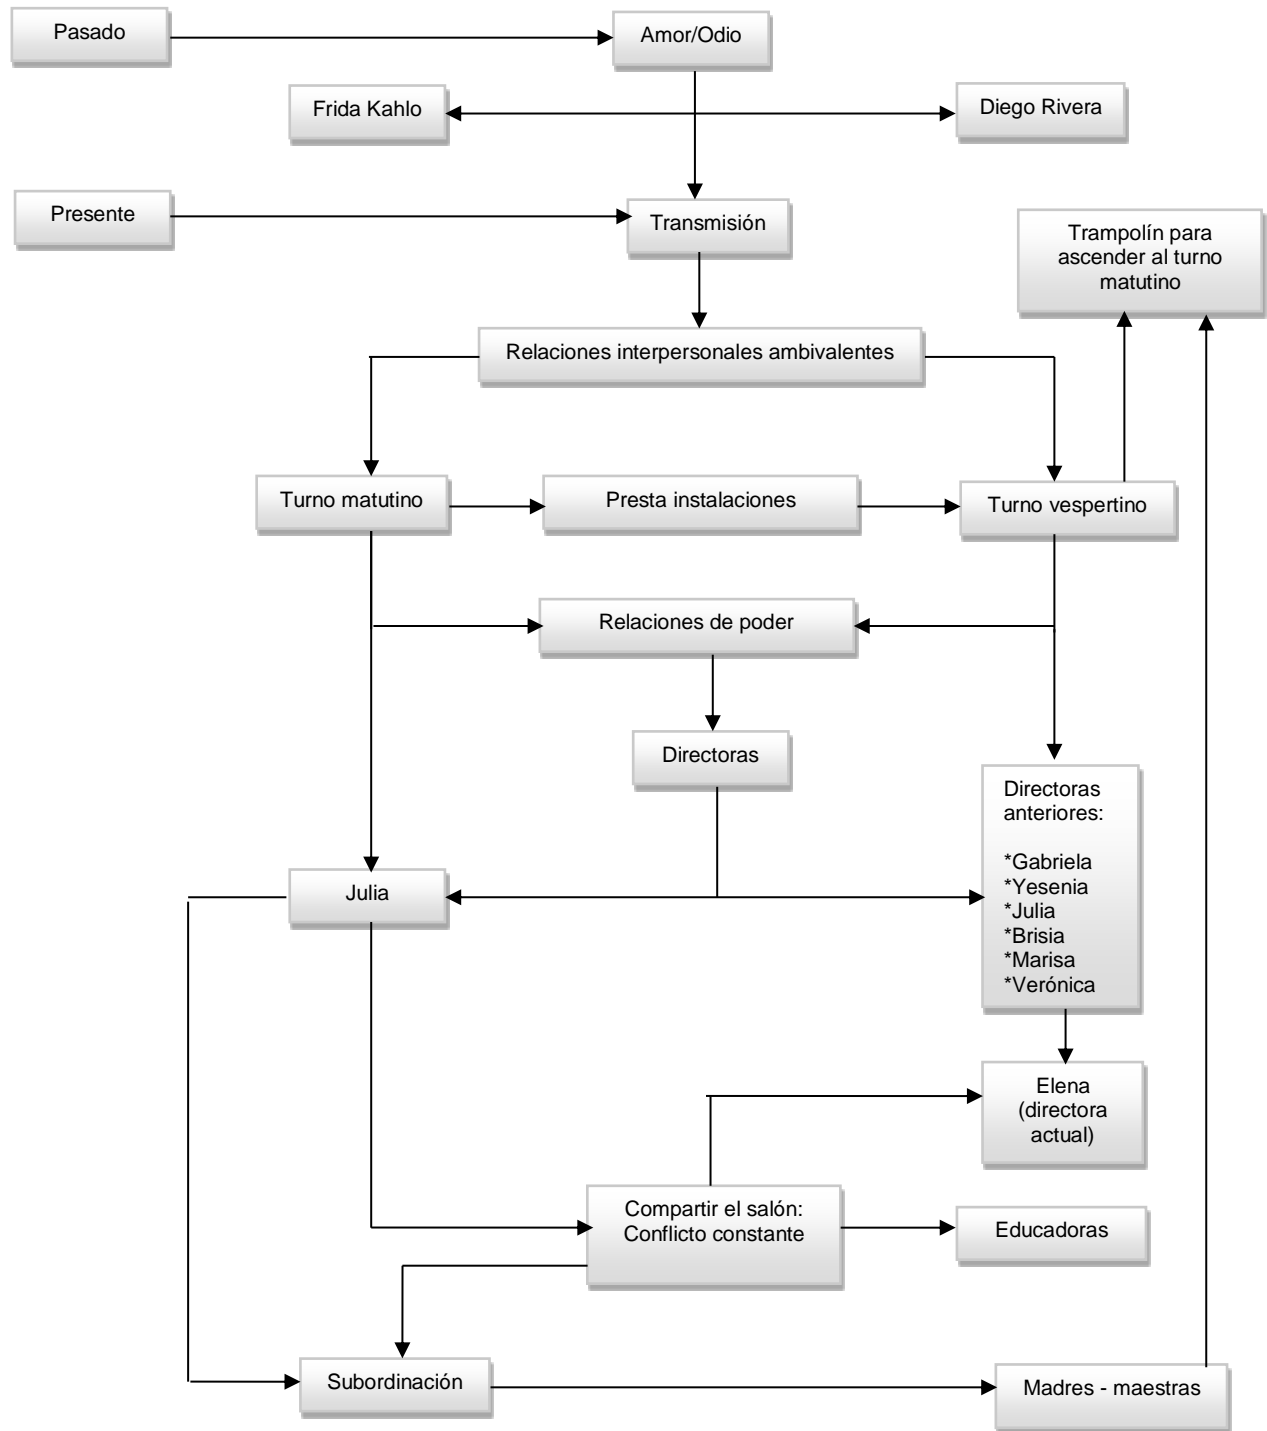 Pasado
Amor/Odio
Frida Kahlo
Diego Rivera
Presente
Transmisión
Trampolín para
ascender al turno
matutino
Relaciones interpersonales ambivalentes
Turno matutino
Presta instalaciones
Turno vespertino
Relaciones de poder
Directoras
Directoras
anteriores:
*Gabriela
*Yesenia
*Julia
*Brisia
*Marisa
*Verónica
Julia
Elena
(directora
actual)
Compartir el salón:
Conflicto constante
Educadoras
Subordinación
Madres - maestras